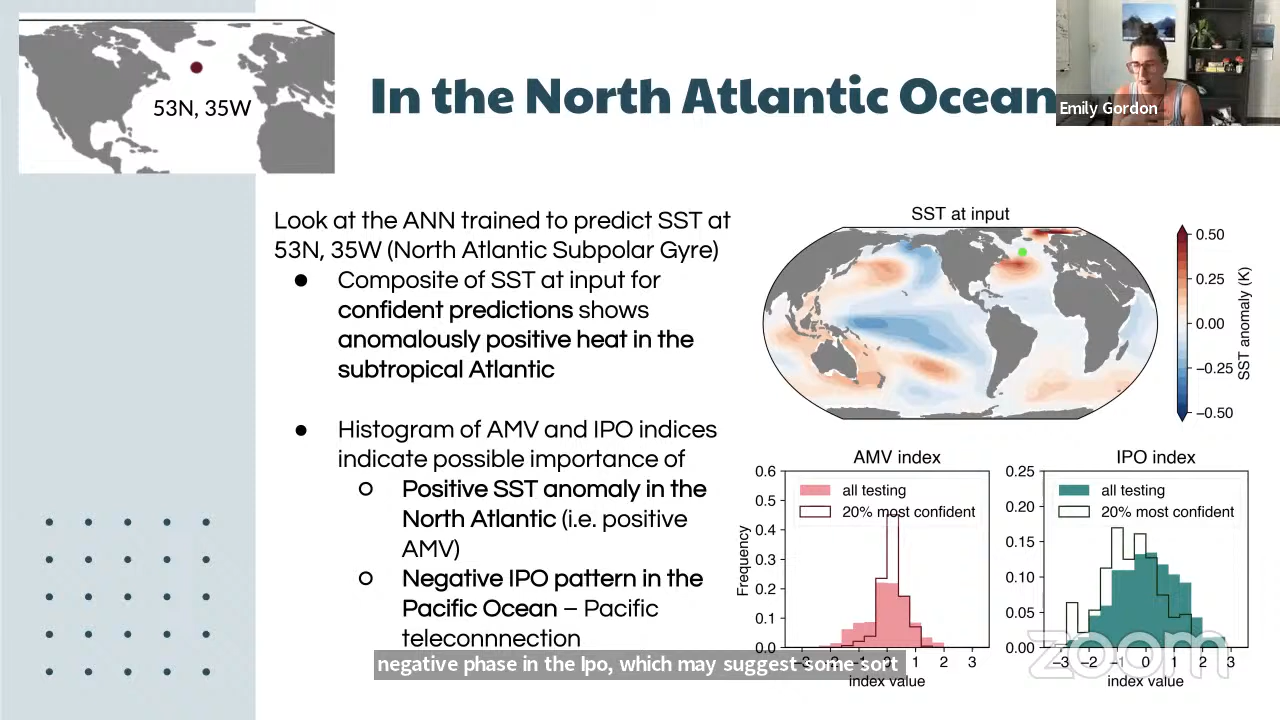 53N, 35W
In the North Atlantic Ocean
Emily Gordon
Look at the ANN trained to predict SST at
53N, 35W (North Atlantic Subpolar Gyre)
● Composite of SST at input for
confident predictions shows
anomalously positive heat in the
subtropical Atlantic
● Histogram of AMV and IPO indices
indicate possible importance of
○ Positive SST anomaly in the
North Atlantic (i.e. positive
AMV)
○ Negative IPO pattern in the
Pacific Ocean – Pacific
teleconnnection
SST at input
0.50
0.25
0.00
−0.25
−0.50
SST anomaly (K)
AMV index
0.6
0.5
0.4
0.3
0.2
0.1
0.0
Frequency
all testing
20% most confident
−3 −2 −1 0 1 2 3
index value
IPO index
0.25
0.20
0.15
0.10
0.05
0.00
all testing
20% most confident
−3 −2 −1 0 1 2 3
index value
zoom
negative phase in the Ipo, which may suggest some sort